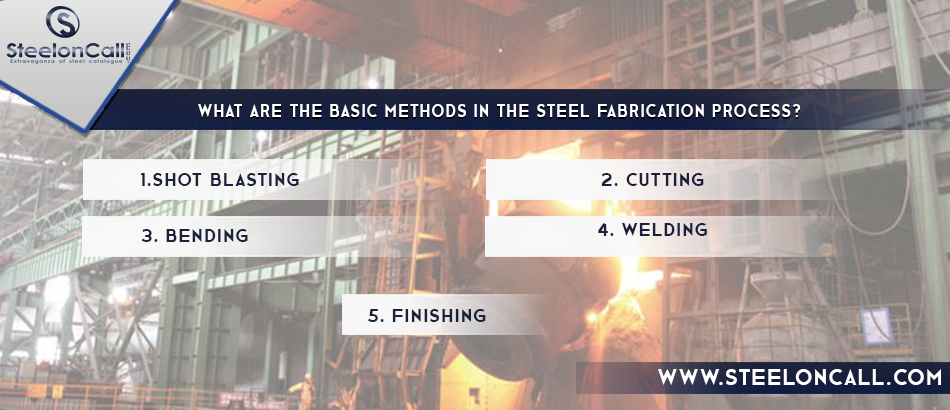 SteelonCall
Extravaganza of steel catalogue
WHAT ARE THE BASIC METHODS IN THE STEEL FABRICATION PROCESS?
1.SHOT BLASTING
2. CUTTING
3. BENDING
4. WELDING
5. FINISHING
WWW.STEELONCALL.COM